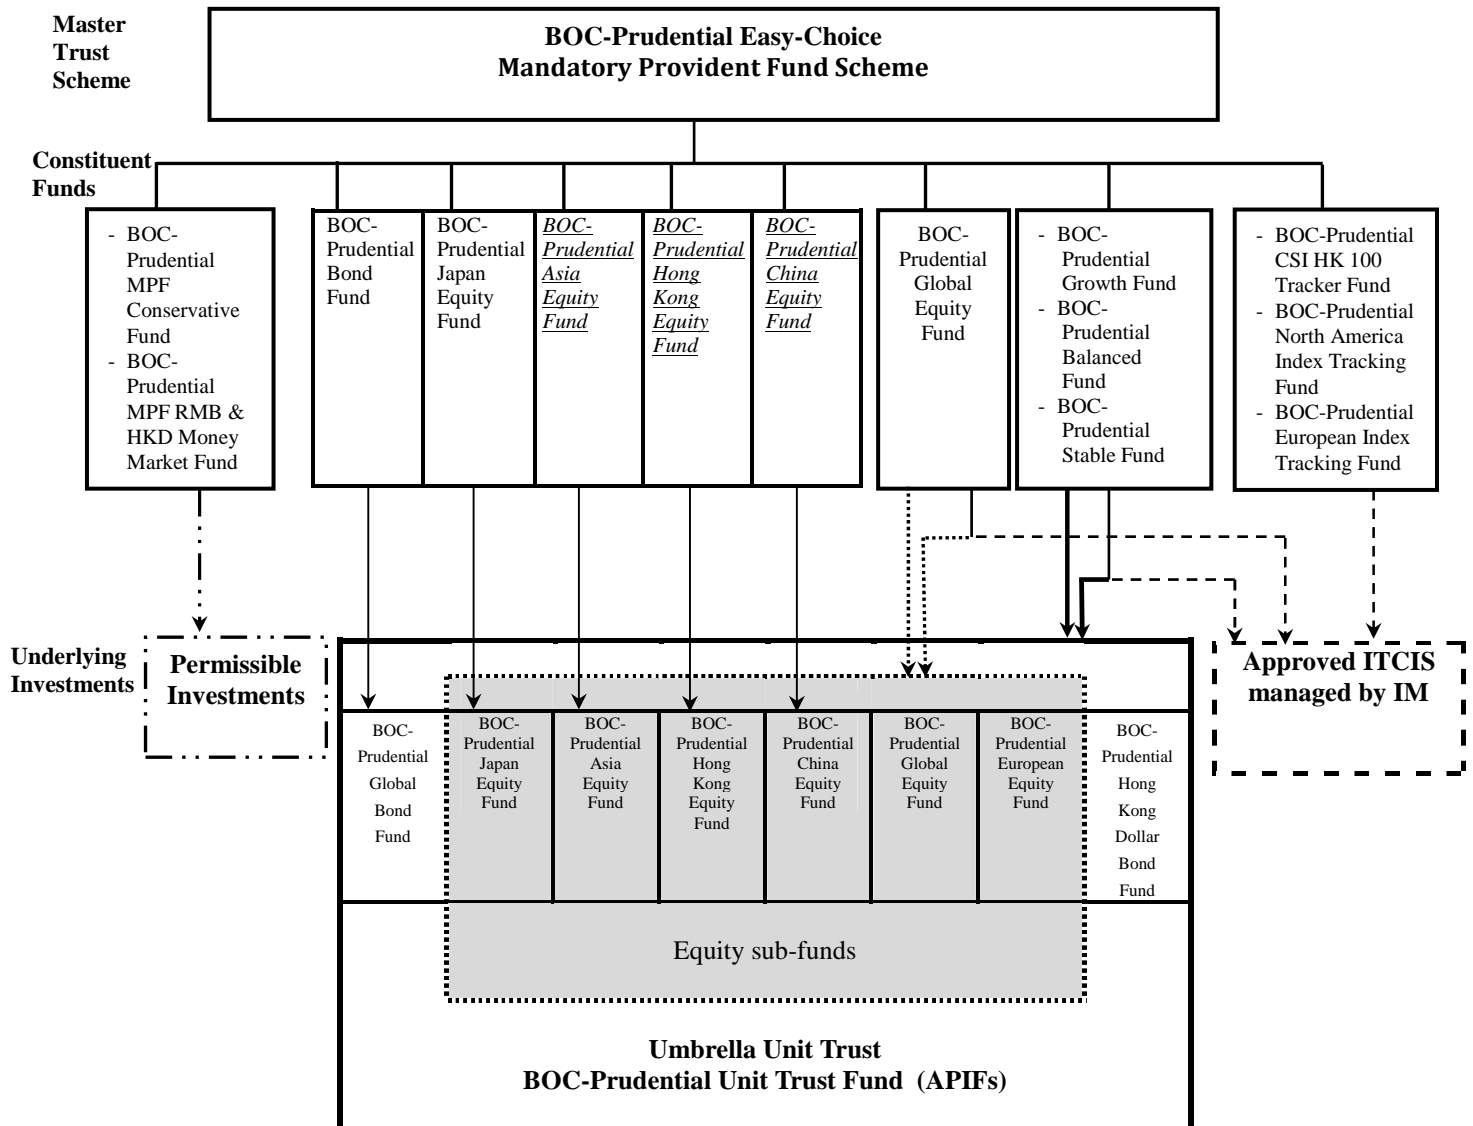 Master
Trust
Scheme
BOC-Prudential Easy-Choice
Mandatory Provident Fund Scheme
Constituent
Funds
- BOC-
Prudential
MPF
Conservative
Fund
- BOC-
Prudential
MPF RMB &
HKD Money
Market Fund
BOC-
Prudential
Bond
Fund
BOC-
Prudential
Japan
Equity
Fund
BOC-
Prudential
Asia
Equity
Fund
BOC-
Prudential
Hong
Kong
Equity
Fund
BOC-
Prudential
China
Equity
Fund
BOC-
Prudential
Global
Equity
Fund
- BOC-
Prudential
Growth Fund
- BOC-
Prudential
Balanced
Fund
- BOC-
Prudential
Stable Fund
- BOC-Prudential
CSI HK 100
Tracker Fund
- BOC-Prudential
North America
Index Tracking
Fund
- BOC-Prudential
European Index
Tracking Fund
Underlying
Investments
Permissible
Investments
Approved ITCIS
managed by IM
BOC-
Prudential
Global
Bond
Fund
BOC-
Prudential
Japan
Equity
Fund
BOC-
Prudential
Asia
Equity
Fund
BOC-
Prudential
Hong
Kong
Equity
Fund
BOC-
Prudential
China
Equity
Fund
BOC-
Prudential
Global
Equity
Fund
BOC-
Prudential
European
Equity
Fund
BOC-
Prudential
Hong
Kong
Dollar
Bond
Fund
Equity sub-funds
Umbrella Unit Trust
BOC-Prudential Unit Trust Fund (APIFs)